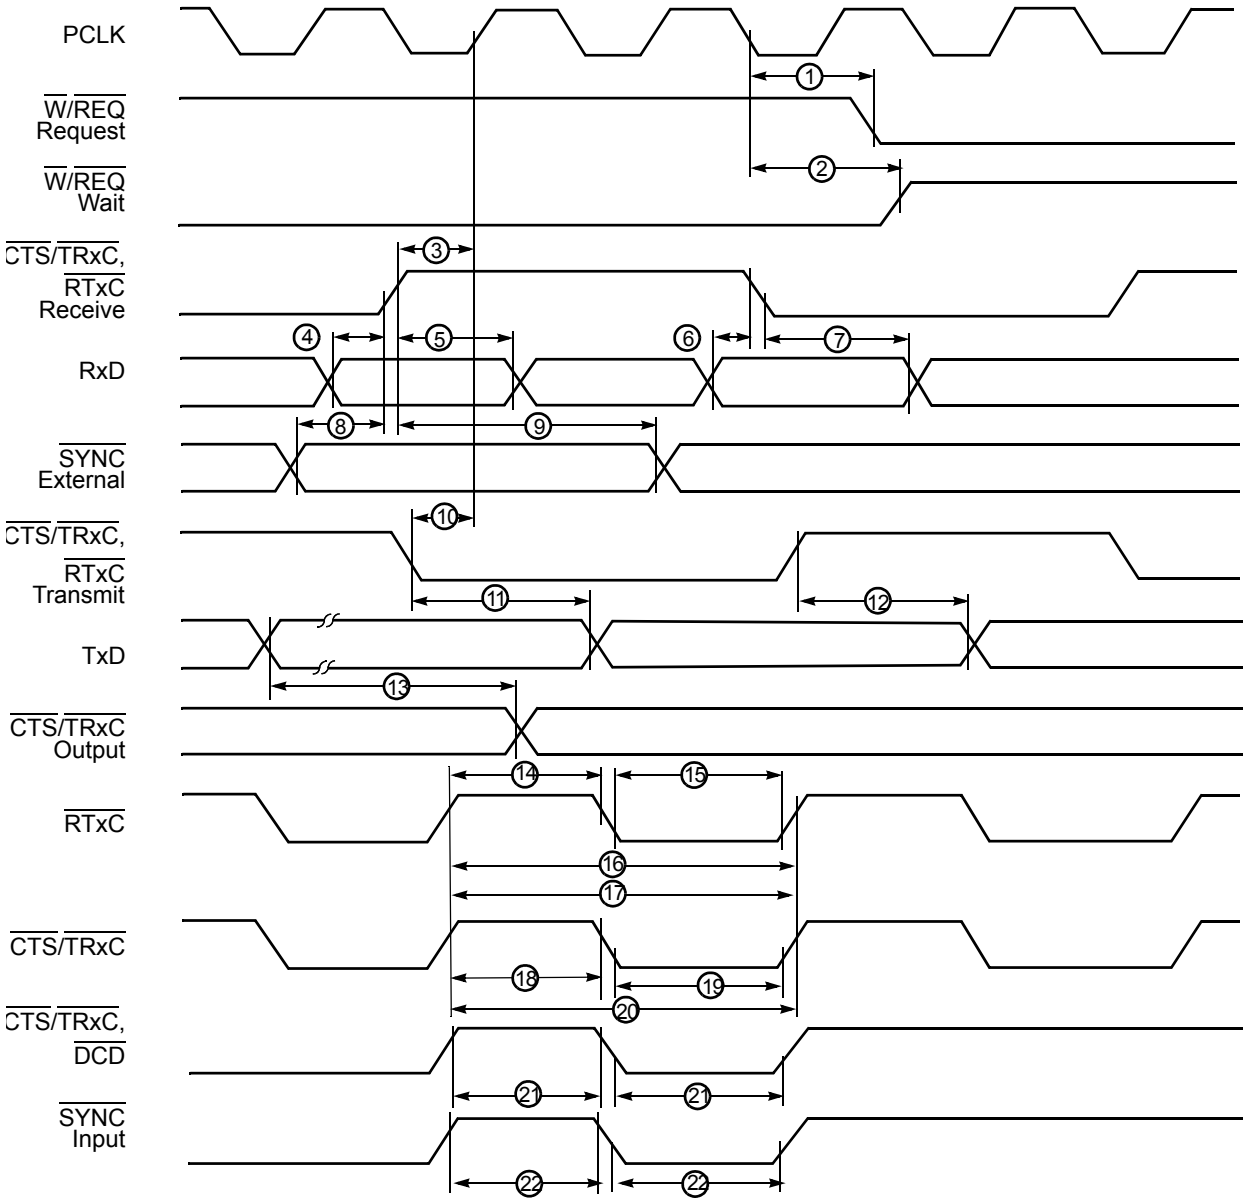 PCLK
1
W/REQ
Request
2
W/REQ
Wait
3
CTS/TRxC,
RTxC
Receive
4
5
6
7
RxD
8
9
SYNC
External
10
CTS/TRxC,
RTxC
Transmit
11
12
TxD
13
CTS/TRxC
Output
14
15
RTxC
16
17
CTS/TRxC
18
19
20
CTS/TRxC,
DCD
21
21
SYNC
Input
22
22